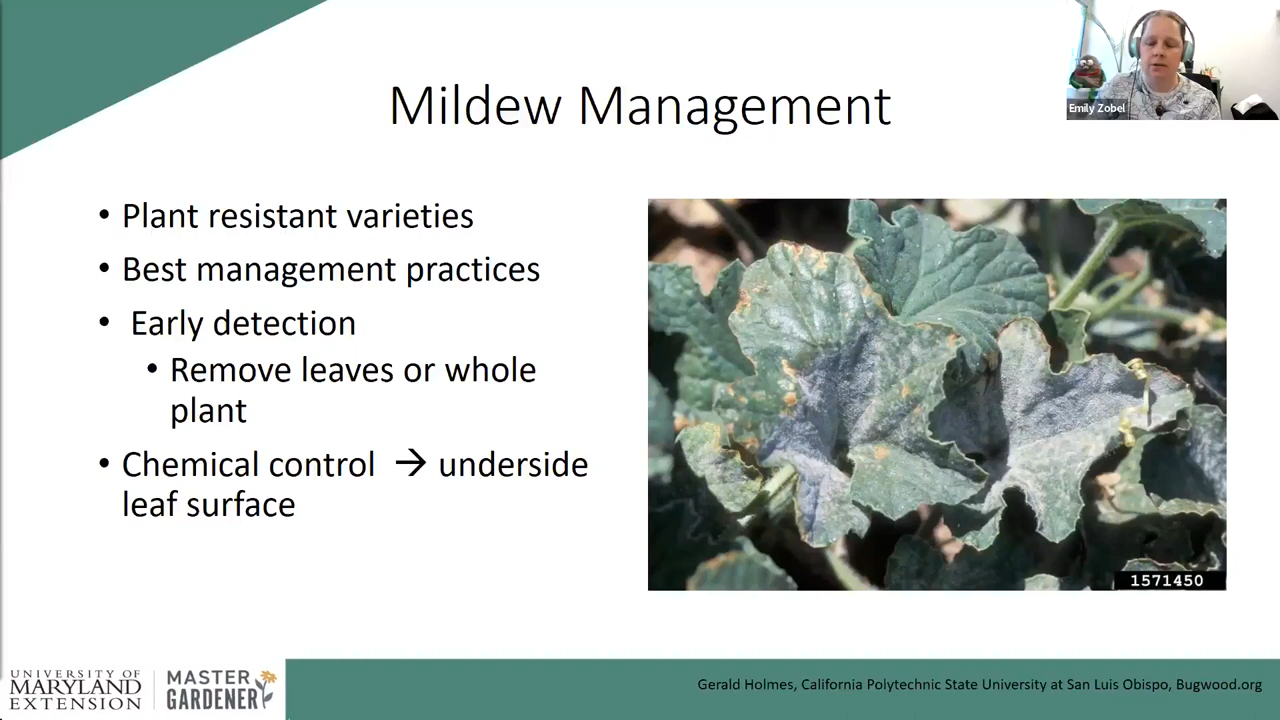 Emily Zobel
Mildew Management
• Plant resistant varieties
• Best management practices
• Early detection
• Remove leaves or whole
plant
• Chemical control → underside
leaf surface
1571450
UNIVERSITY OF
MARYLAND
EXTENSION
MASTER
GARDENER
Gerald Holmes, California Polytechnic State University at San Luis Obispo, Bugwood.org